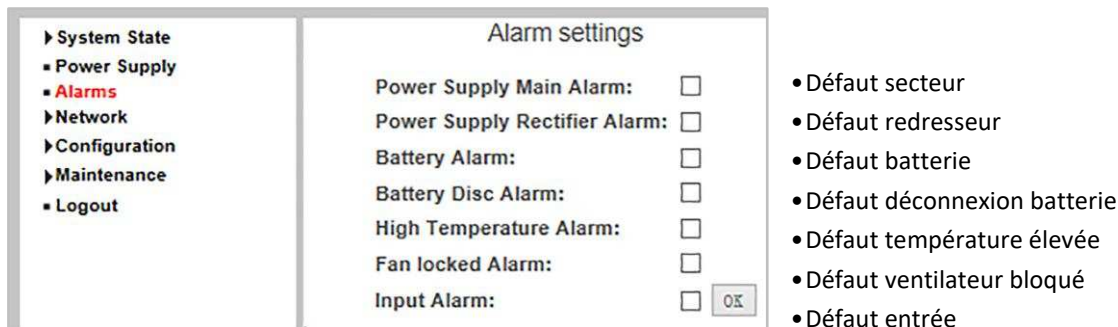 System State
Power Supply
Alarms
Network
Configuration
Maintenance
Logout
Alarm settings
Power Supply Main Alarm:
Power Supply Rectifier Alarm:
Battery Alarm:
Battery Disc Alarm:
High Temperature Alarm:
Fan locked Alarm:
Input Alarm: OK
•Défaut secteur
•Défaut redresseur
•Défaut batterie
•Défaut déconnexion batterie
•Défaut température élevée
•Défaut ventilateur bloqué
•Défaut entrée